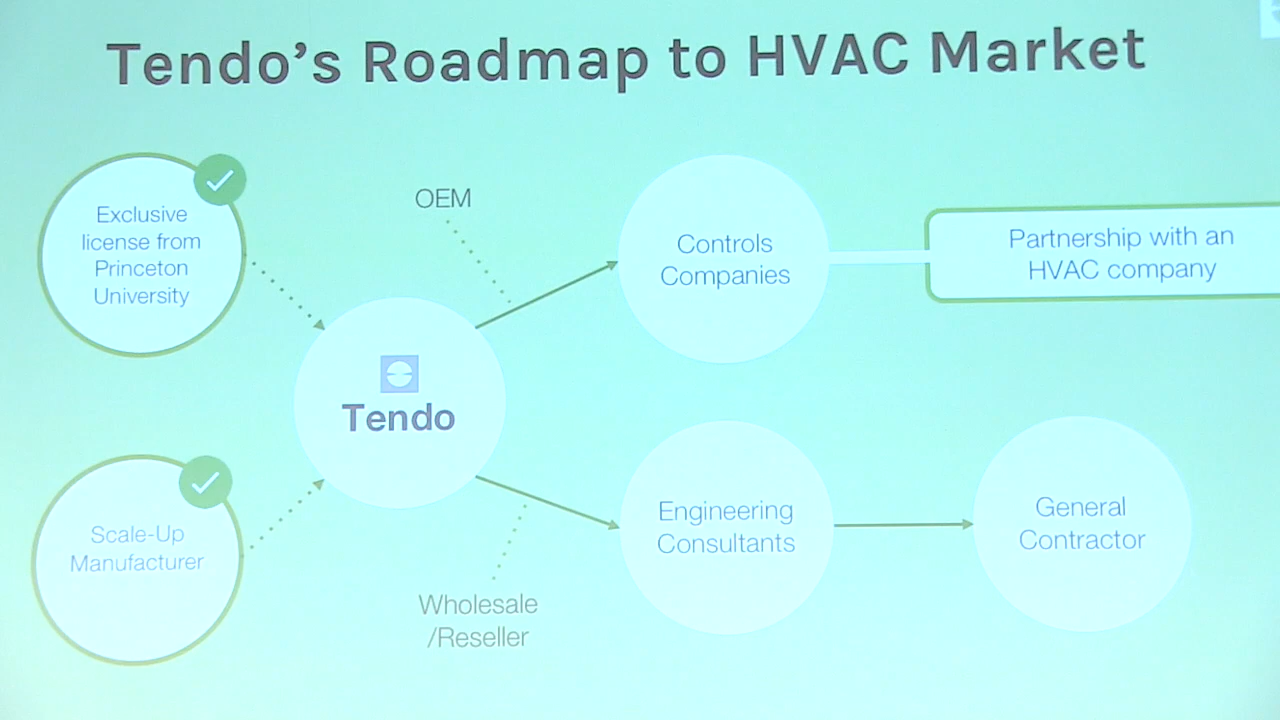 Tendo's Roadmap to HVAC Market
Exclusive
license from
Princeton
University
OEM
Controls
Companies
Partnership with an
HVAC company
Tendo
Scale-Up
Manufacturer
Engineering
Consultants
General
Contractor
Wholesale
/Reseller